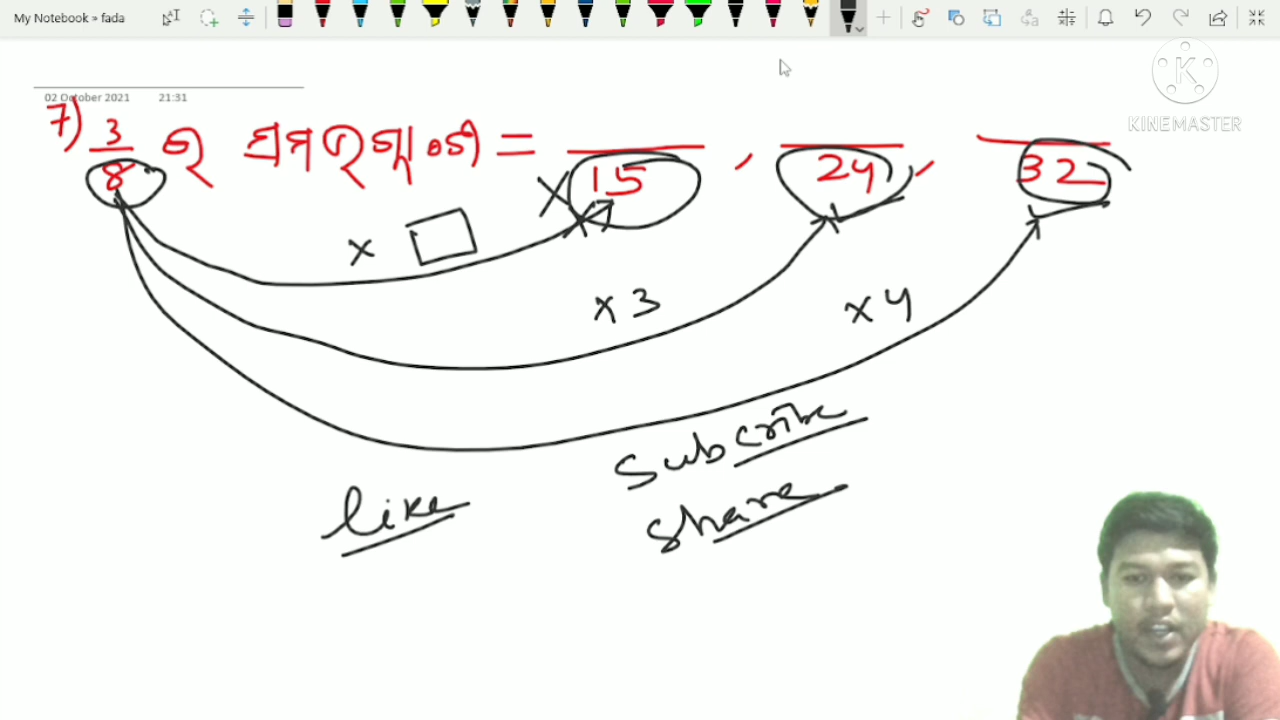 My Notebook » fada
KINEMASTER
02 October 2021 21:31
7) 3/8 ର ସମତୁଲ୍ୟ = /15 , /24 , /32
x
x
x 3
x 4
Subscribe
like
Share